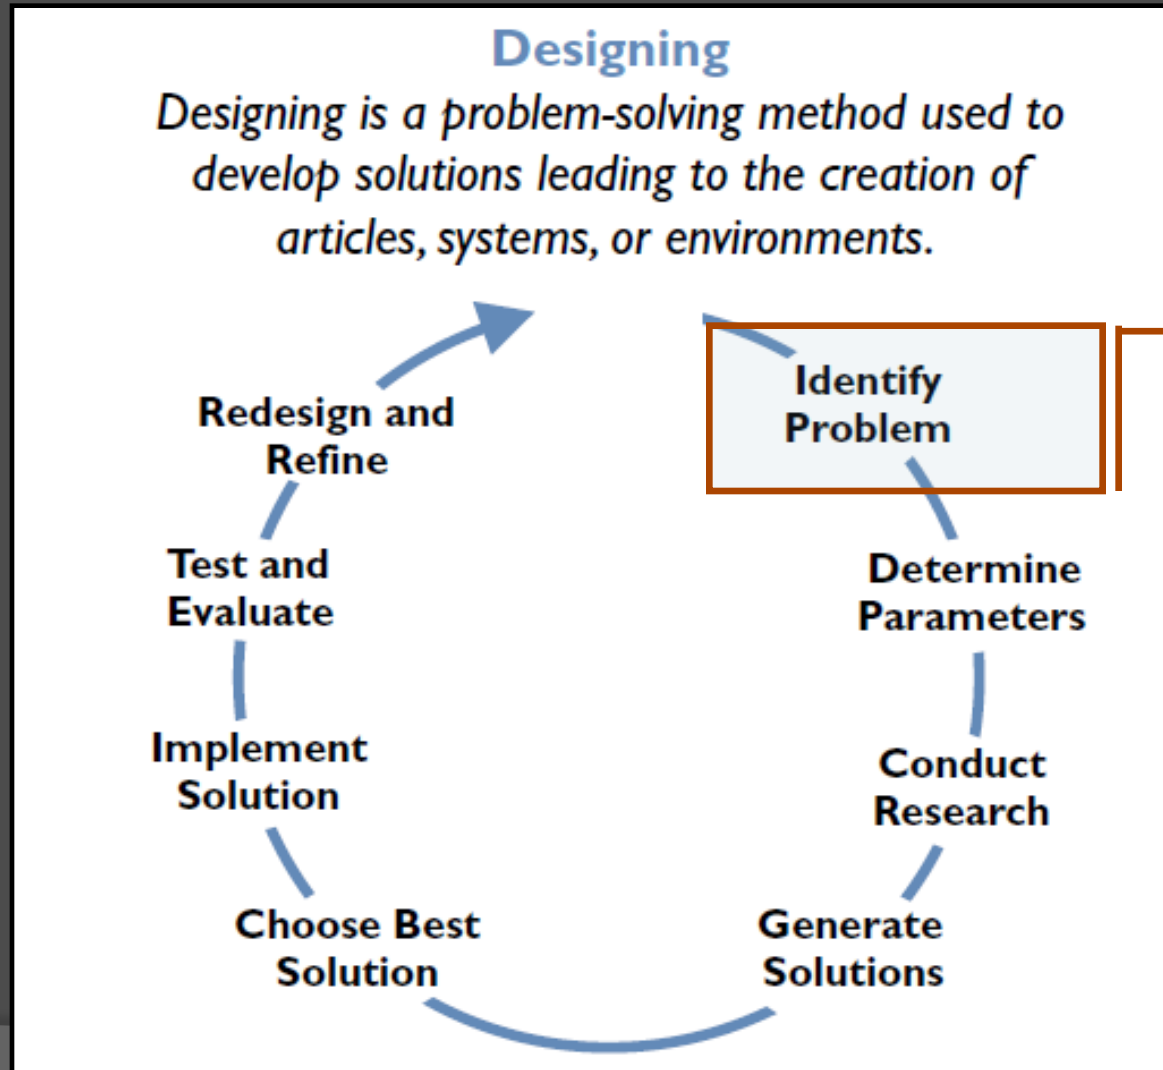 Designing
Designing is a problem-solving method used to
develop solutions leading to the creation of
articles, systems, or environments.
Identify
Problem
Determine
Parameters
Conduct
Research
Generate
Solutions
Choose Best
Solution
Implement
Solution
Test and
Evaluate
Redesign and
Refine